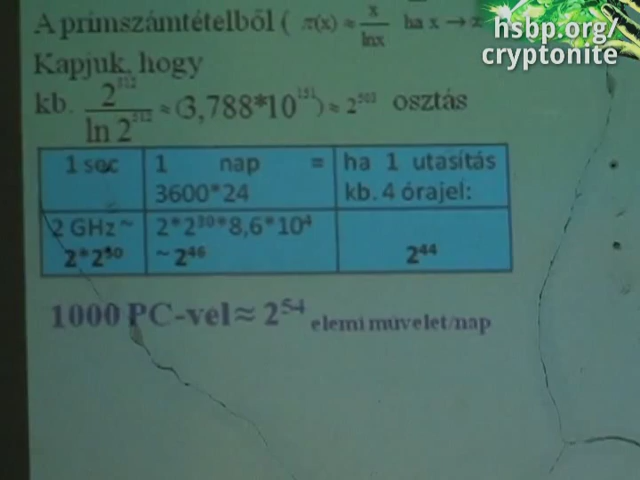 A prímszámtételből ( π(x) ≈ x/lnx ha x →
Kapjuk, hogy
kb. 2^512 / ln 2^512 ≈ (3,788*10^151) ≈ 2^503 osztás
1 sec | 1 nap = 3600*24 | ha 1 utasítás kb. 4 órajel:
2 GHz ~ 2*2^30 | 2*2^30*8,6*10^4 ~ 2^46 | 2^44
1000 PC-vel ≈ 2^54 elemi művelet/nap
hsbp.org/
cryptonite